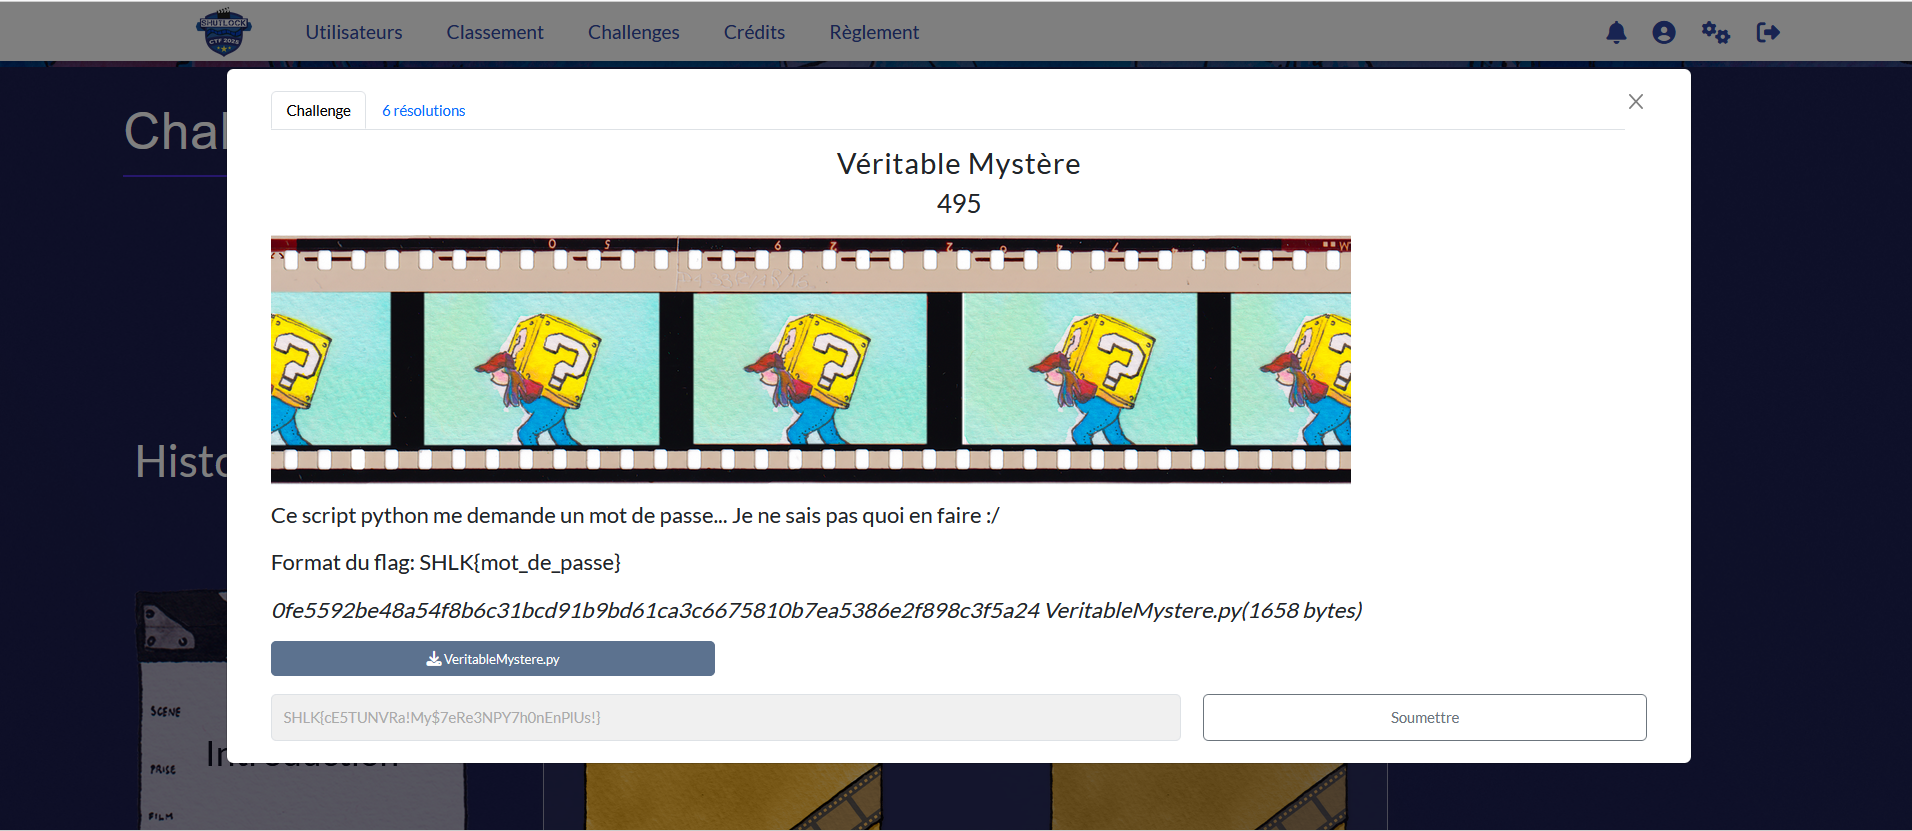 SHUTLOCK
CTF 2025
Utilisateurs
Classement
Challenges
Crédits
Règlement
Chal
Challenge
6 résolutions
Véritable Mystère
495
Ce script python me demande un mot de passe... Je ne sais pas quoi en faire :/
Format du flag: SHLK{mot_de_passe}
0fe5592be48a54f8b6c31bcd91b9bd61ca3c6675810b7ea5386e2f898c3f5a24 VeritableMystere.py(1658 bytes)
VeritableMystere.py
SHLK{cE5TUNVRa!My$7eRe3NPY7h0nEnPlUs!}
Soumettre
Histo
SCENE
Introduction
PRISE
FILM